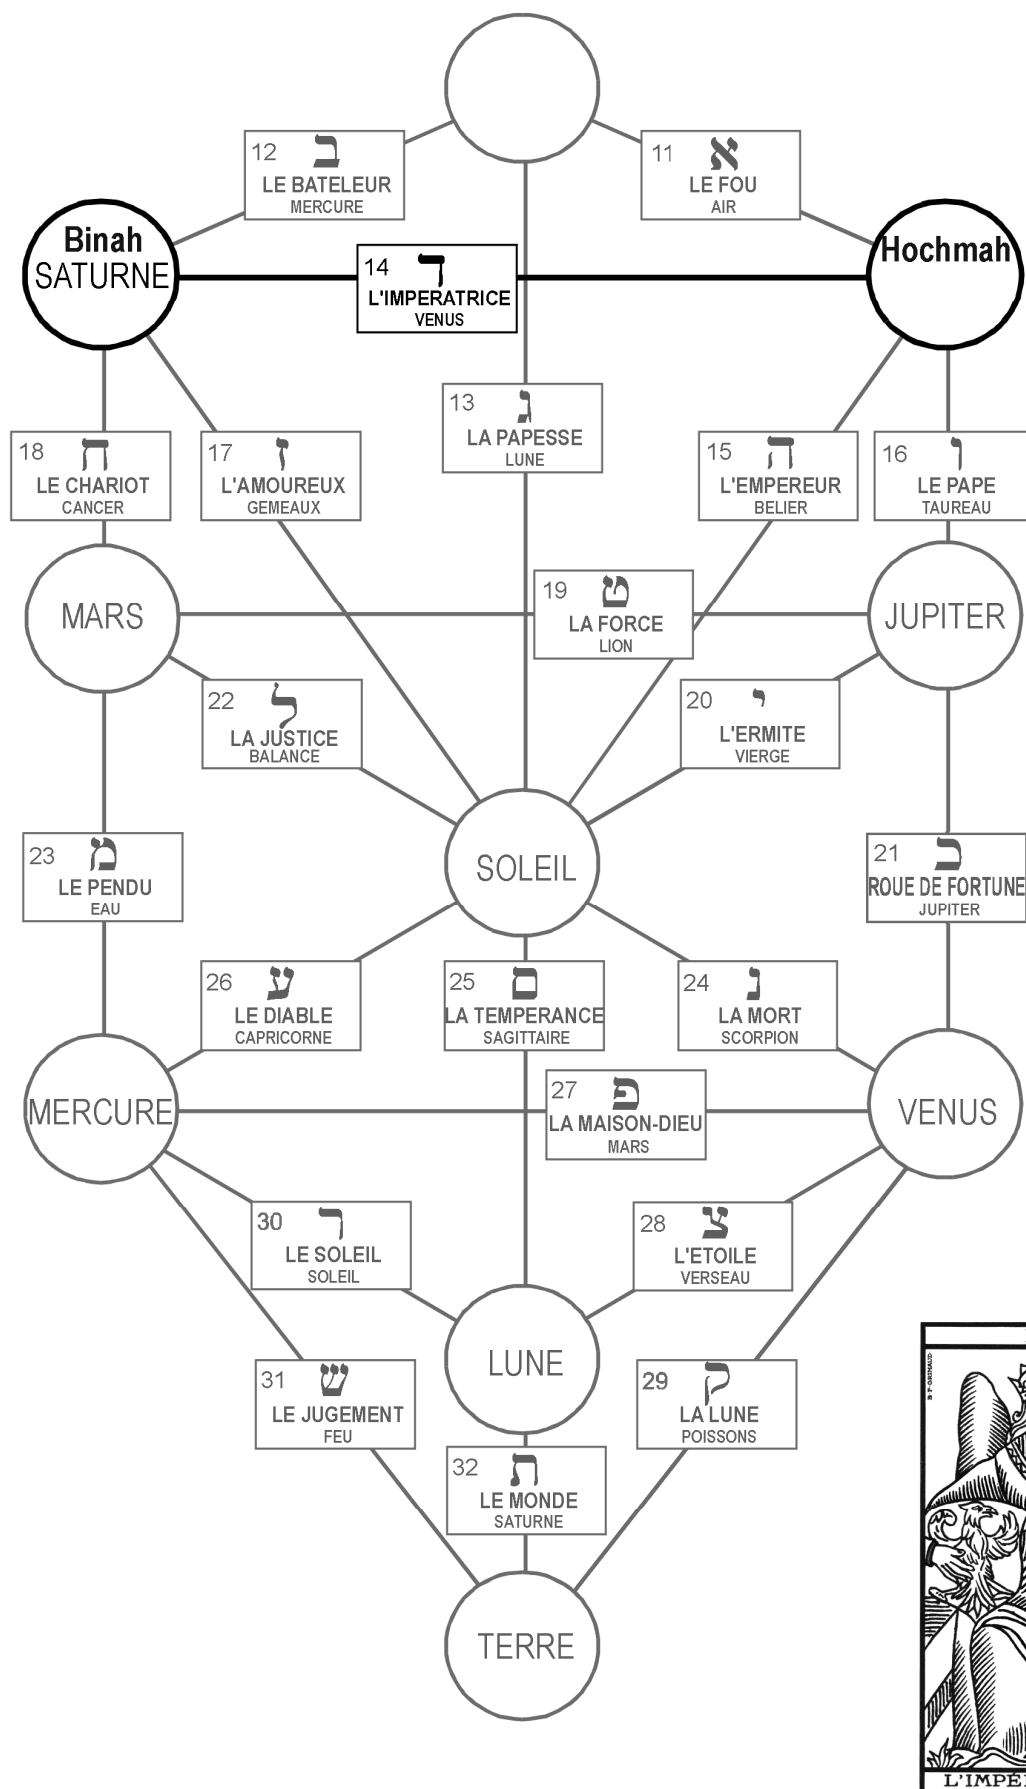 12 ב
LE BATELEUR
MERCURE
11 א
LE FOU
AIR
Binah
SATURNE
14 ד
L'IMPERATRICE
VENUS
Hochmah
13 ג
LA PAPESSE
LUNE
18 ח
LE CHARIOT
CANCER
17 ז
L'AMOUREUX
GEMEAUX
15 ה
L'EMPEREUR
BELIER
16 ו
LE PAPE
TAUREAU
MARS
19 ט
LA FORCE
LION
JUPITER
22 ל
LA JUSTICE
BALANCE
20 י
L'ERMITE
VIERGE
23 מ
LE PENDU
EAU
SOLEIL
21 כ
ROUE DE FORTUNE
JUPITER
26 ע
LE DIABLE
CAPRICORNE
25 ם
LA TEMPERANCE
SAGITTAIRE
24 נ
LA MORT
SCORPION
MERCURE
27 פ
LA MAISON-DIEU
MARS
VENUS
30 ר
LE SOLEIL
SOLEIL
28 צ
L'ETOILE
VERSEAU
LUNE
31 ש
LE JUGEMENT
FEU
29 ק
LA LUNE
POISSONS
32 ת
LE MONDE
SATURNE
TERRE
B·P·GRIMAUD
L'IMPÉ